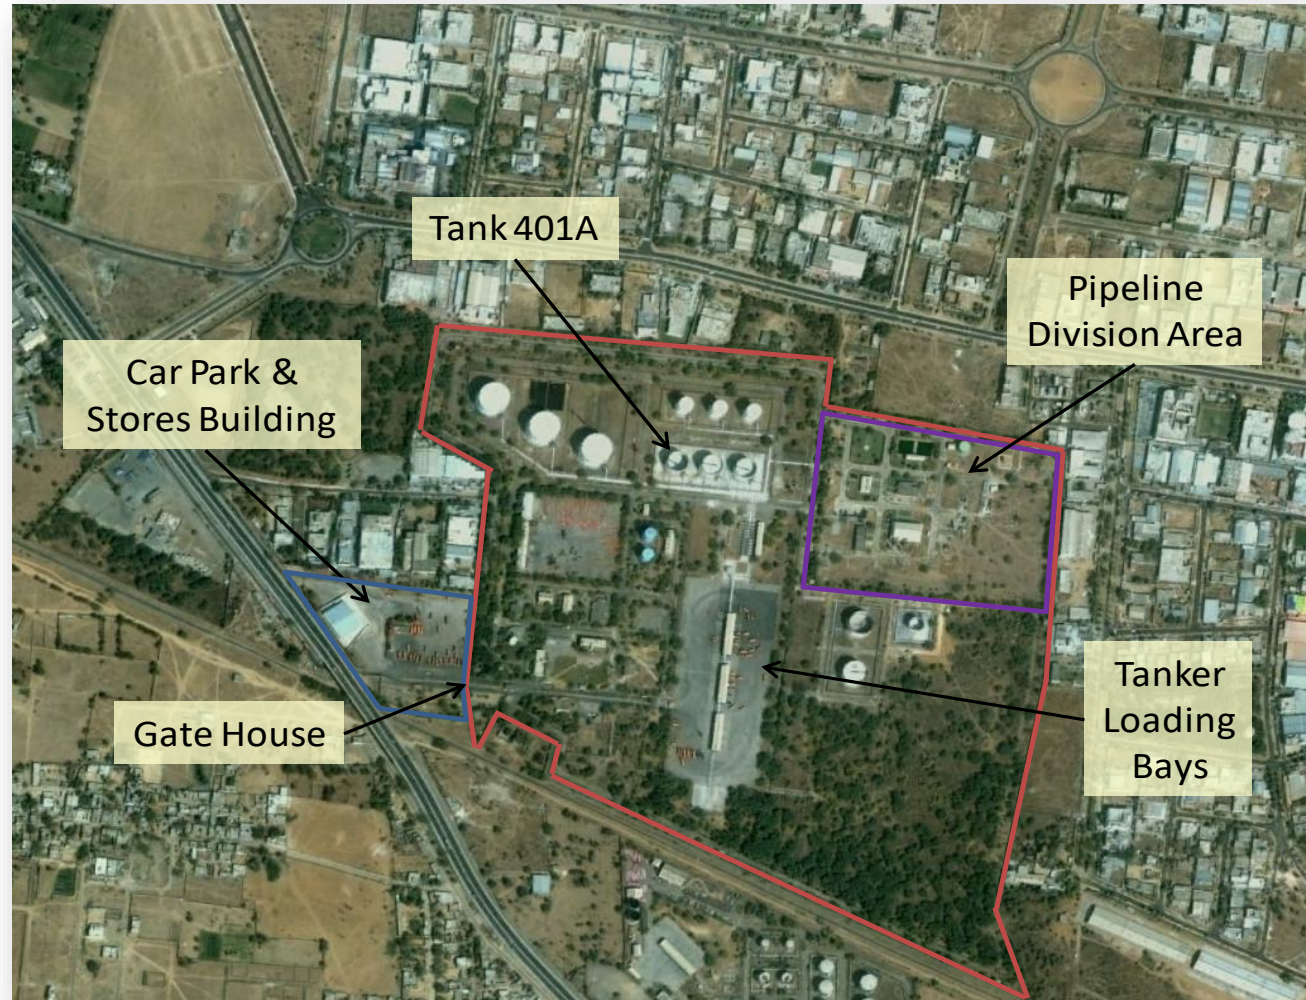 Tank 401A
Pipeline
Division Area
Car Park &
Stores Building
Gate House
Tanker
Loading
Bays